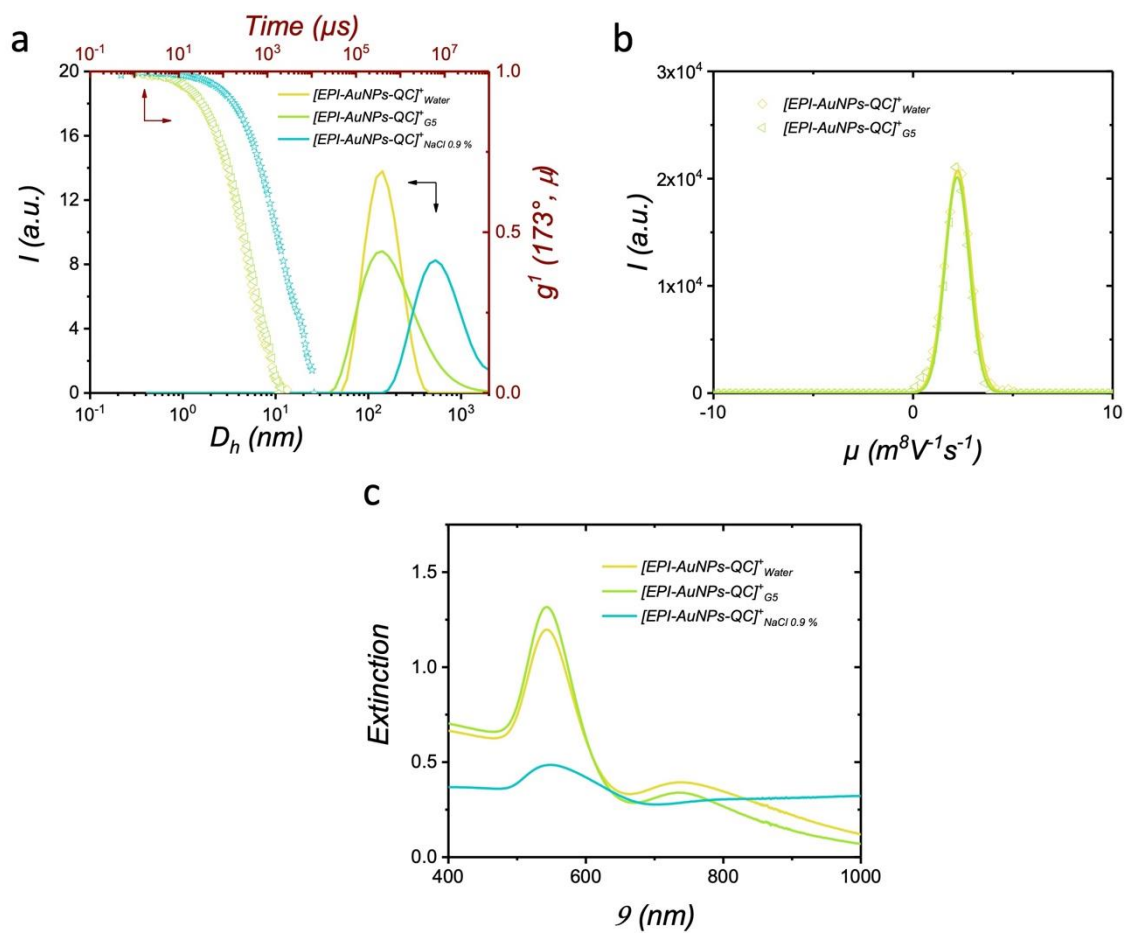 a
Time (µs)
10⁻¹ 10¹ 10³ 10⁵ 10⁷
20 16 12 8 4 0
I (a.u.)
[EPI-AuNPs-QC]⁺Water
[EPI-AuNPs-QC]⁺G5
[EPI-AuNPs-QC]⁺NaCl 0.9 %
1.0 0.5 0.0
g¹ (173°, µ)
10⁻¹ 10⁰ 10¹ 10² 10³
Dₕ (nm)
b
3x10⁴ 2x10⁴ 1x10⁴ 0
I (a.u.)
[EPI-AuNPs-QC]⁺Water
[EPI-AuNPs-QC]⁺G5
-10 0 10
µ (m⁸V⁻¹s⁻¹)
c
1.5 1.0 0.5 0.0
Extinction
[EPI-AuNPs-QC]⁺Water
[EPI-AuNPs-QC]⁺G5
[EPI-AuNPs-QC]⁺NaCl 0.9 %
400 600 800 1000
𝜗 (nm)